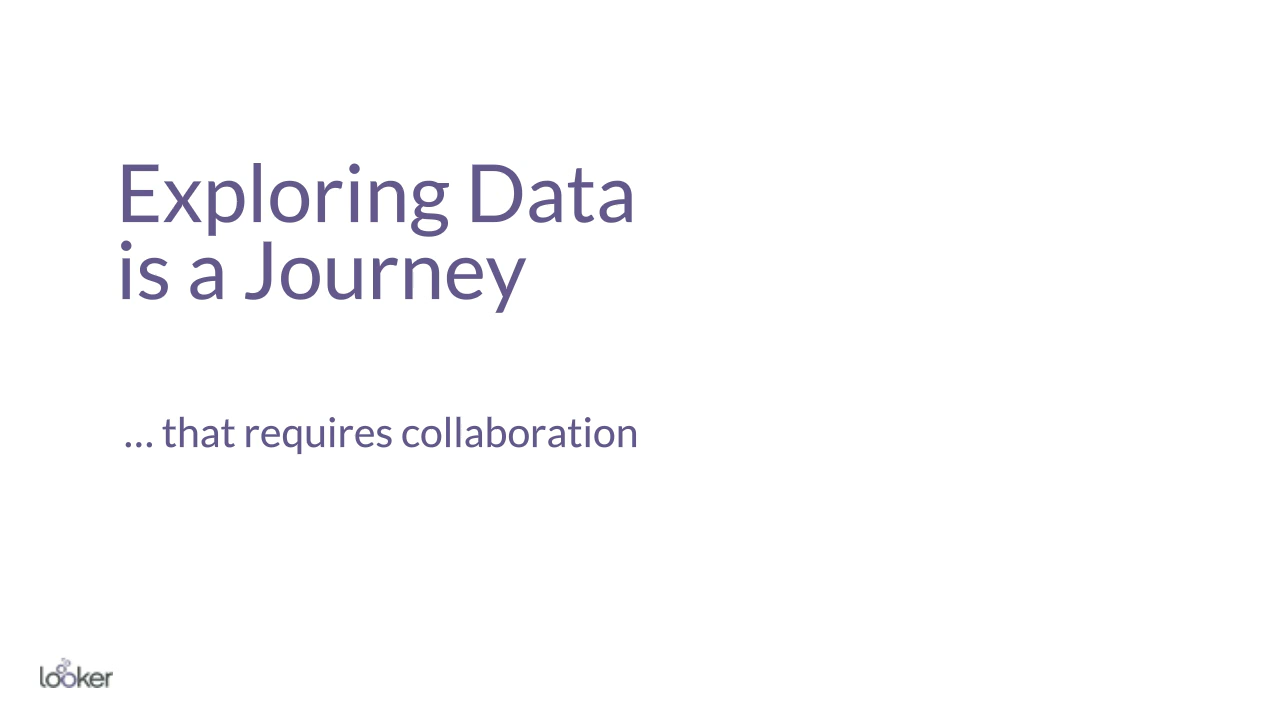 Exploring Data
is a Journey
... that requires collaboration
looker